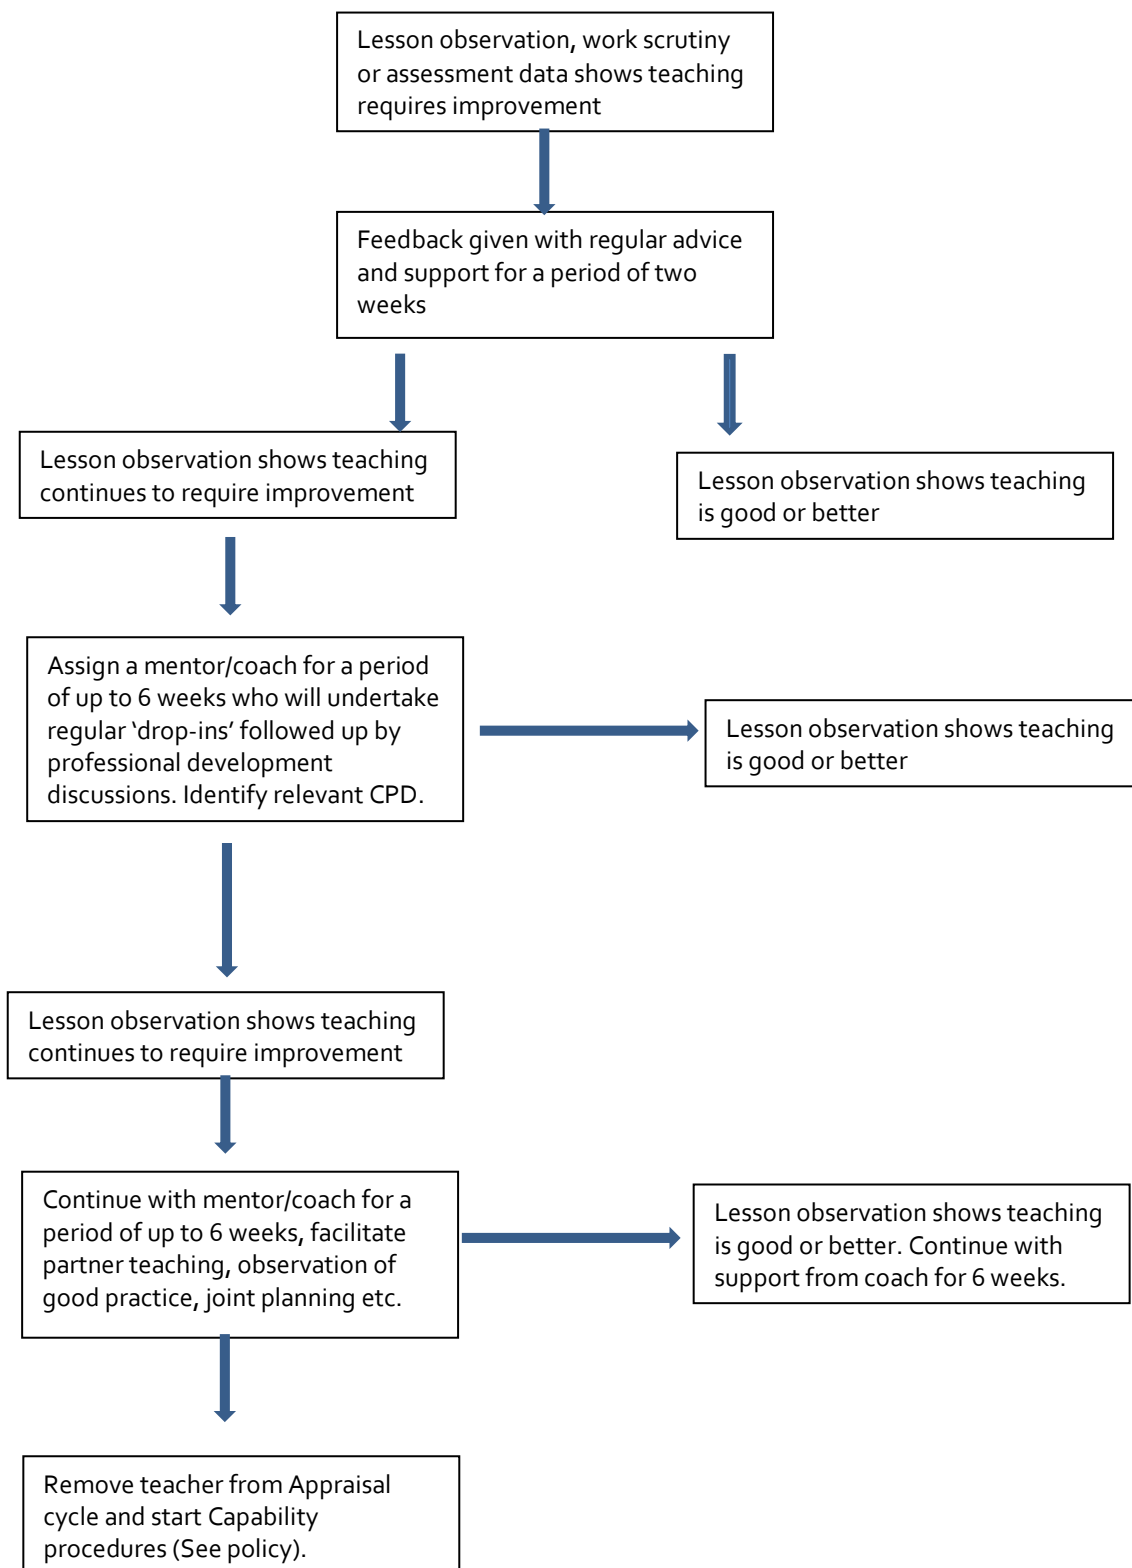 Lesson observation, work scrutiny
or assessment data shows teaching
requires improvement
Feedback given with regular advice
and support for a period of two
weeks
Lesson observation shows teaching
continues to require improvement
Lesson observation shows teaching
is good or better
Assign a mentor/coach for a period
of up to 6 weeks who will undertake
regular ‘drop-ins’ followed up by
professional development
discussions. Identify relevant CPD.
Lesson observation shows teaching
is good or better
Lesson observation shows teaching
continues to require improvement
Continue with mentor/coach for a
period of up to 6 weeks, facilitate
partner teaching, observation of
good practice, joint planning etc.
Lesson observation shows teaching
is good or better. Continue with
support from coach for 6 weeks.
Remove teacher from Appraisal
cycle and start Capability
procedures (See policy).